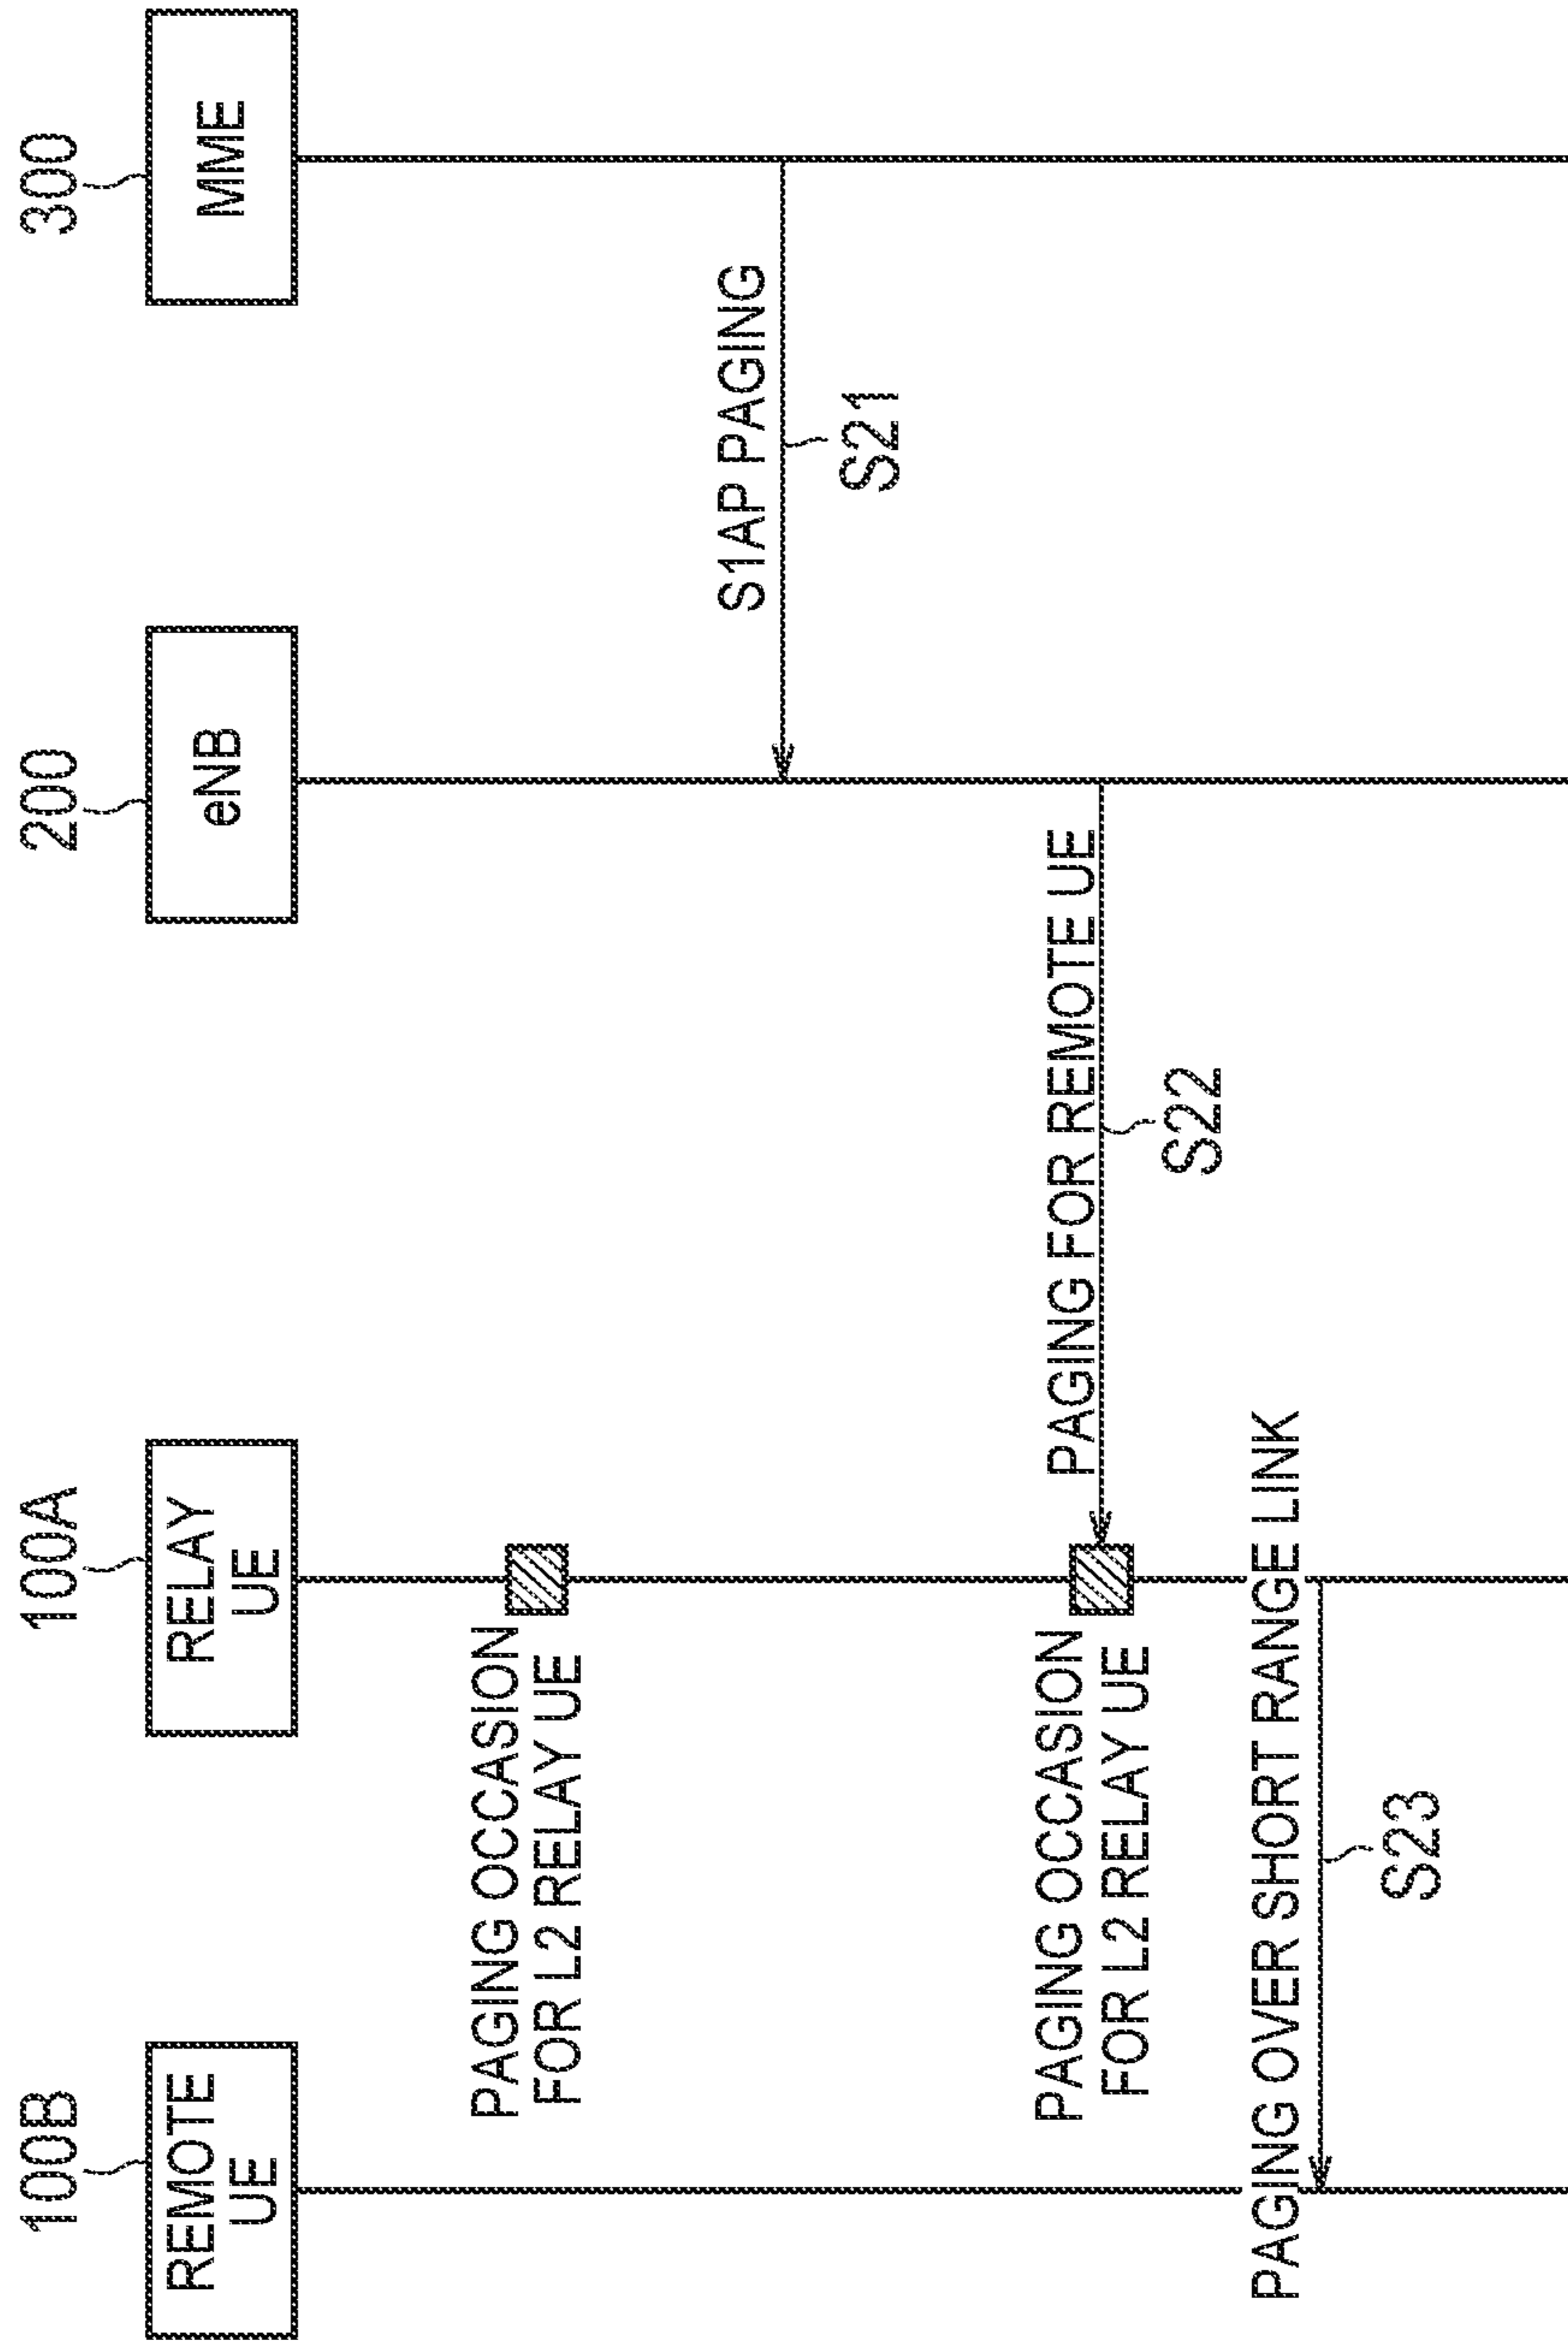 100B
100A
200
300
REMOTE
UE
RELAY
UE
eNB
MME
PAGING OCCASION
FOR L2 RELAY UE
S1AP PAGING
S21
PAGING OCCASION
FOR L2 RELAY UE
PAGING FOR REMOTE UE
S22
PAGING OVER SHORT RANGE LINK
S23